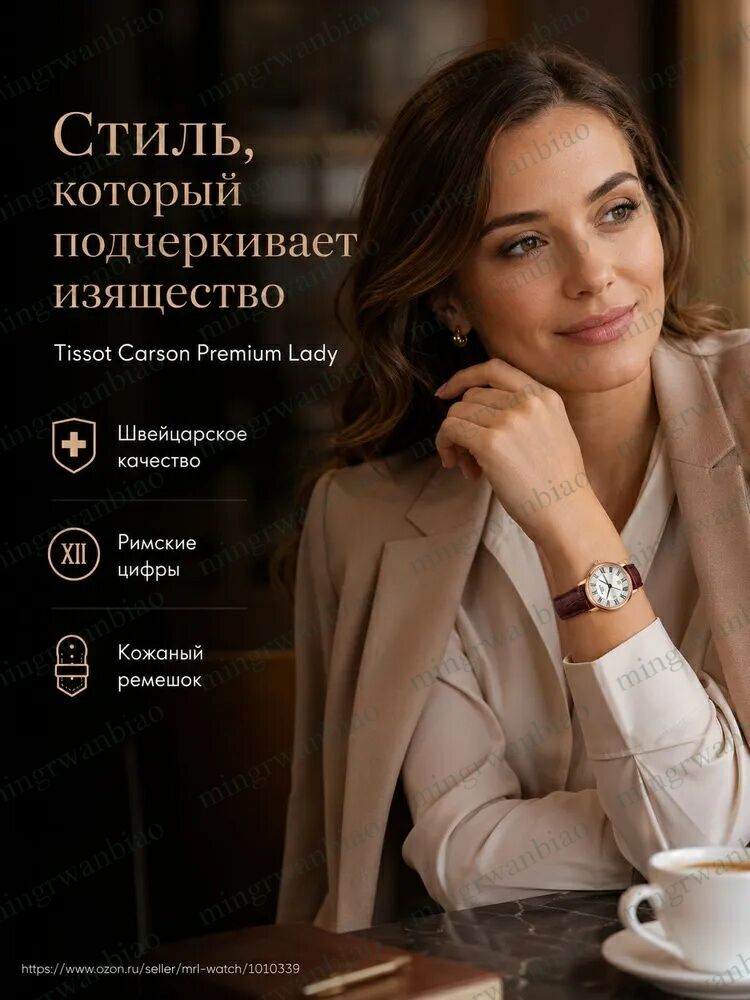 Стиль,
который
подчеркивает
изящество
Tissot Carson Premium Lady
Швейцарское
качество
XII
Римские
цифры
Кожаный
ремешок
https://www.ozon.ru/seller/mrl-watch/1010339
mingrwanbiao